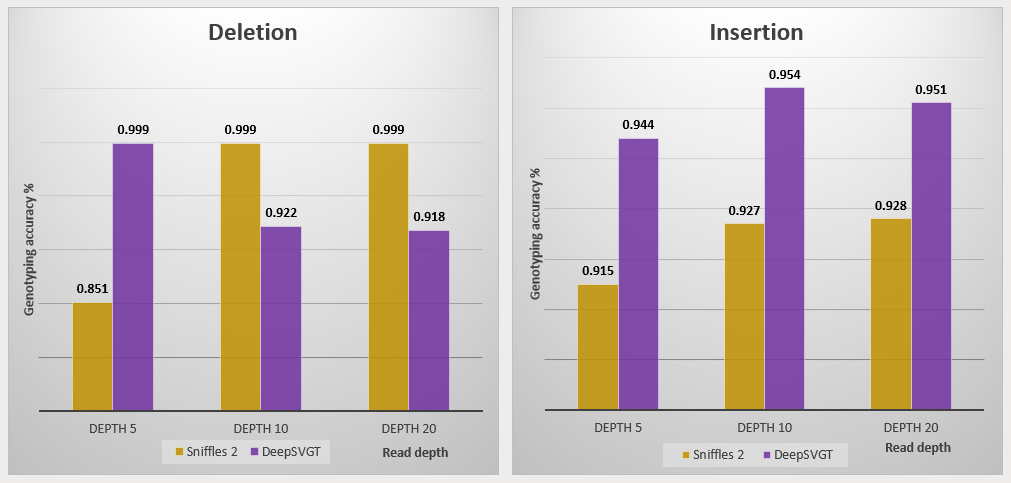 Deletion
0.999
0.999
0.999
0.922
0.918
0.851
Genotyping accuracy %
DEPTH 5
DEPTH 10
DEPTH 20
Sniffles 2
DeepSVGT
Read depth
Insertion
0.954
0.951
0.944
0.927
0.928
0.915
Genotyping accuracy %
DEPTH 5
DEPTH 10
DEPTH 20
Read depth
Sniffles 2
DeepSVGT